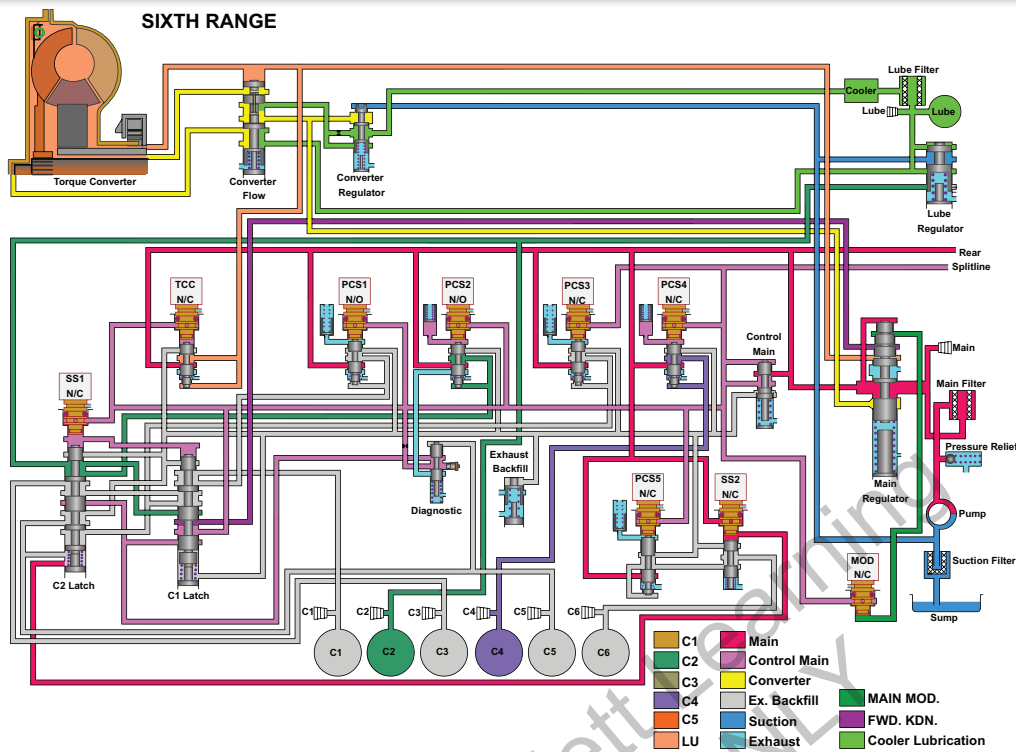 SIXTH RANGE
Torque Converter
Converter
Flow
Converter
Regulator
Cooler
Lube Filter
Lube
Lube
Lube
Regulator
Rear
Splitline
TCC
N/C
PCS1
N/O
PCS2
N/O
PCS3
N/C
PCS4
N/C
Control
Main
Main
Main Filter
Pressure Relief
Main
Regulator
Pump
Suction Filter
Sump
SS1
N/C
C2 Latch
C1 Latch
Diagnostic
Exhaust
Backfill
PCS5
N/C
SS2
N/C
MOD
N/C
C1
C2
C3
C4
C5
C6
C1
C2
C3
C4
C5
C6
C1
C2
C3
C4
C5
LU
Main
Control Main
Converter
Ex. Backfill
Suction
Exhaust
MAIN MOD.
FWD. KDN.
Cooler Lubrication
ett Learning
NLY